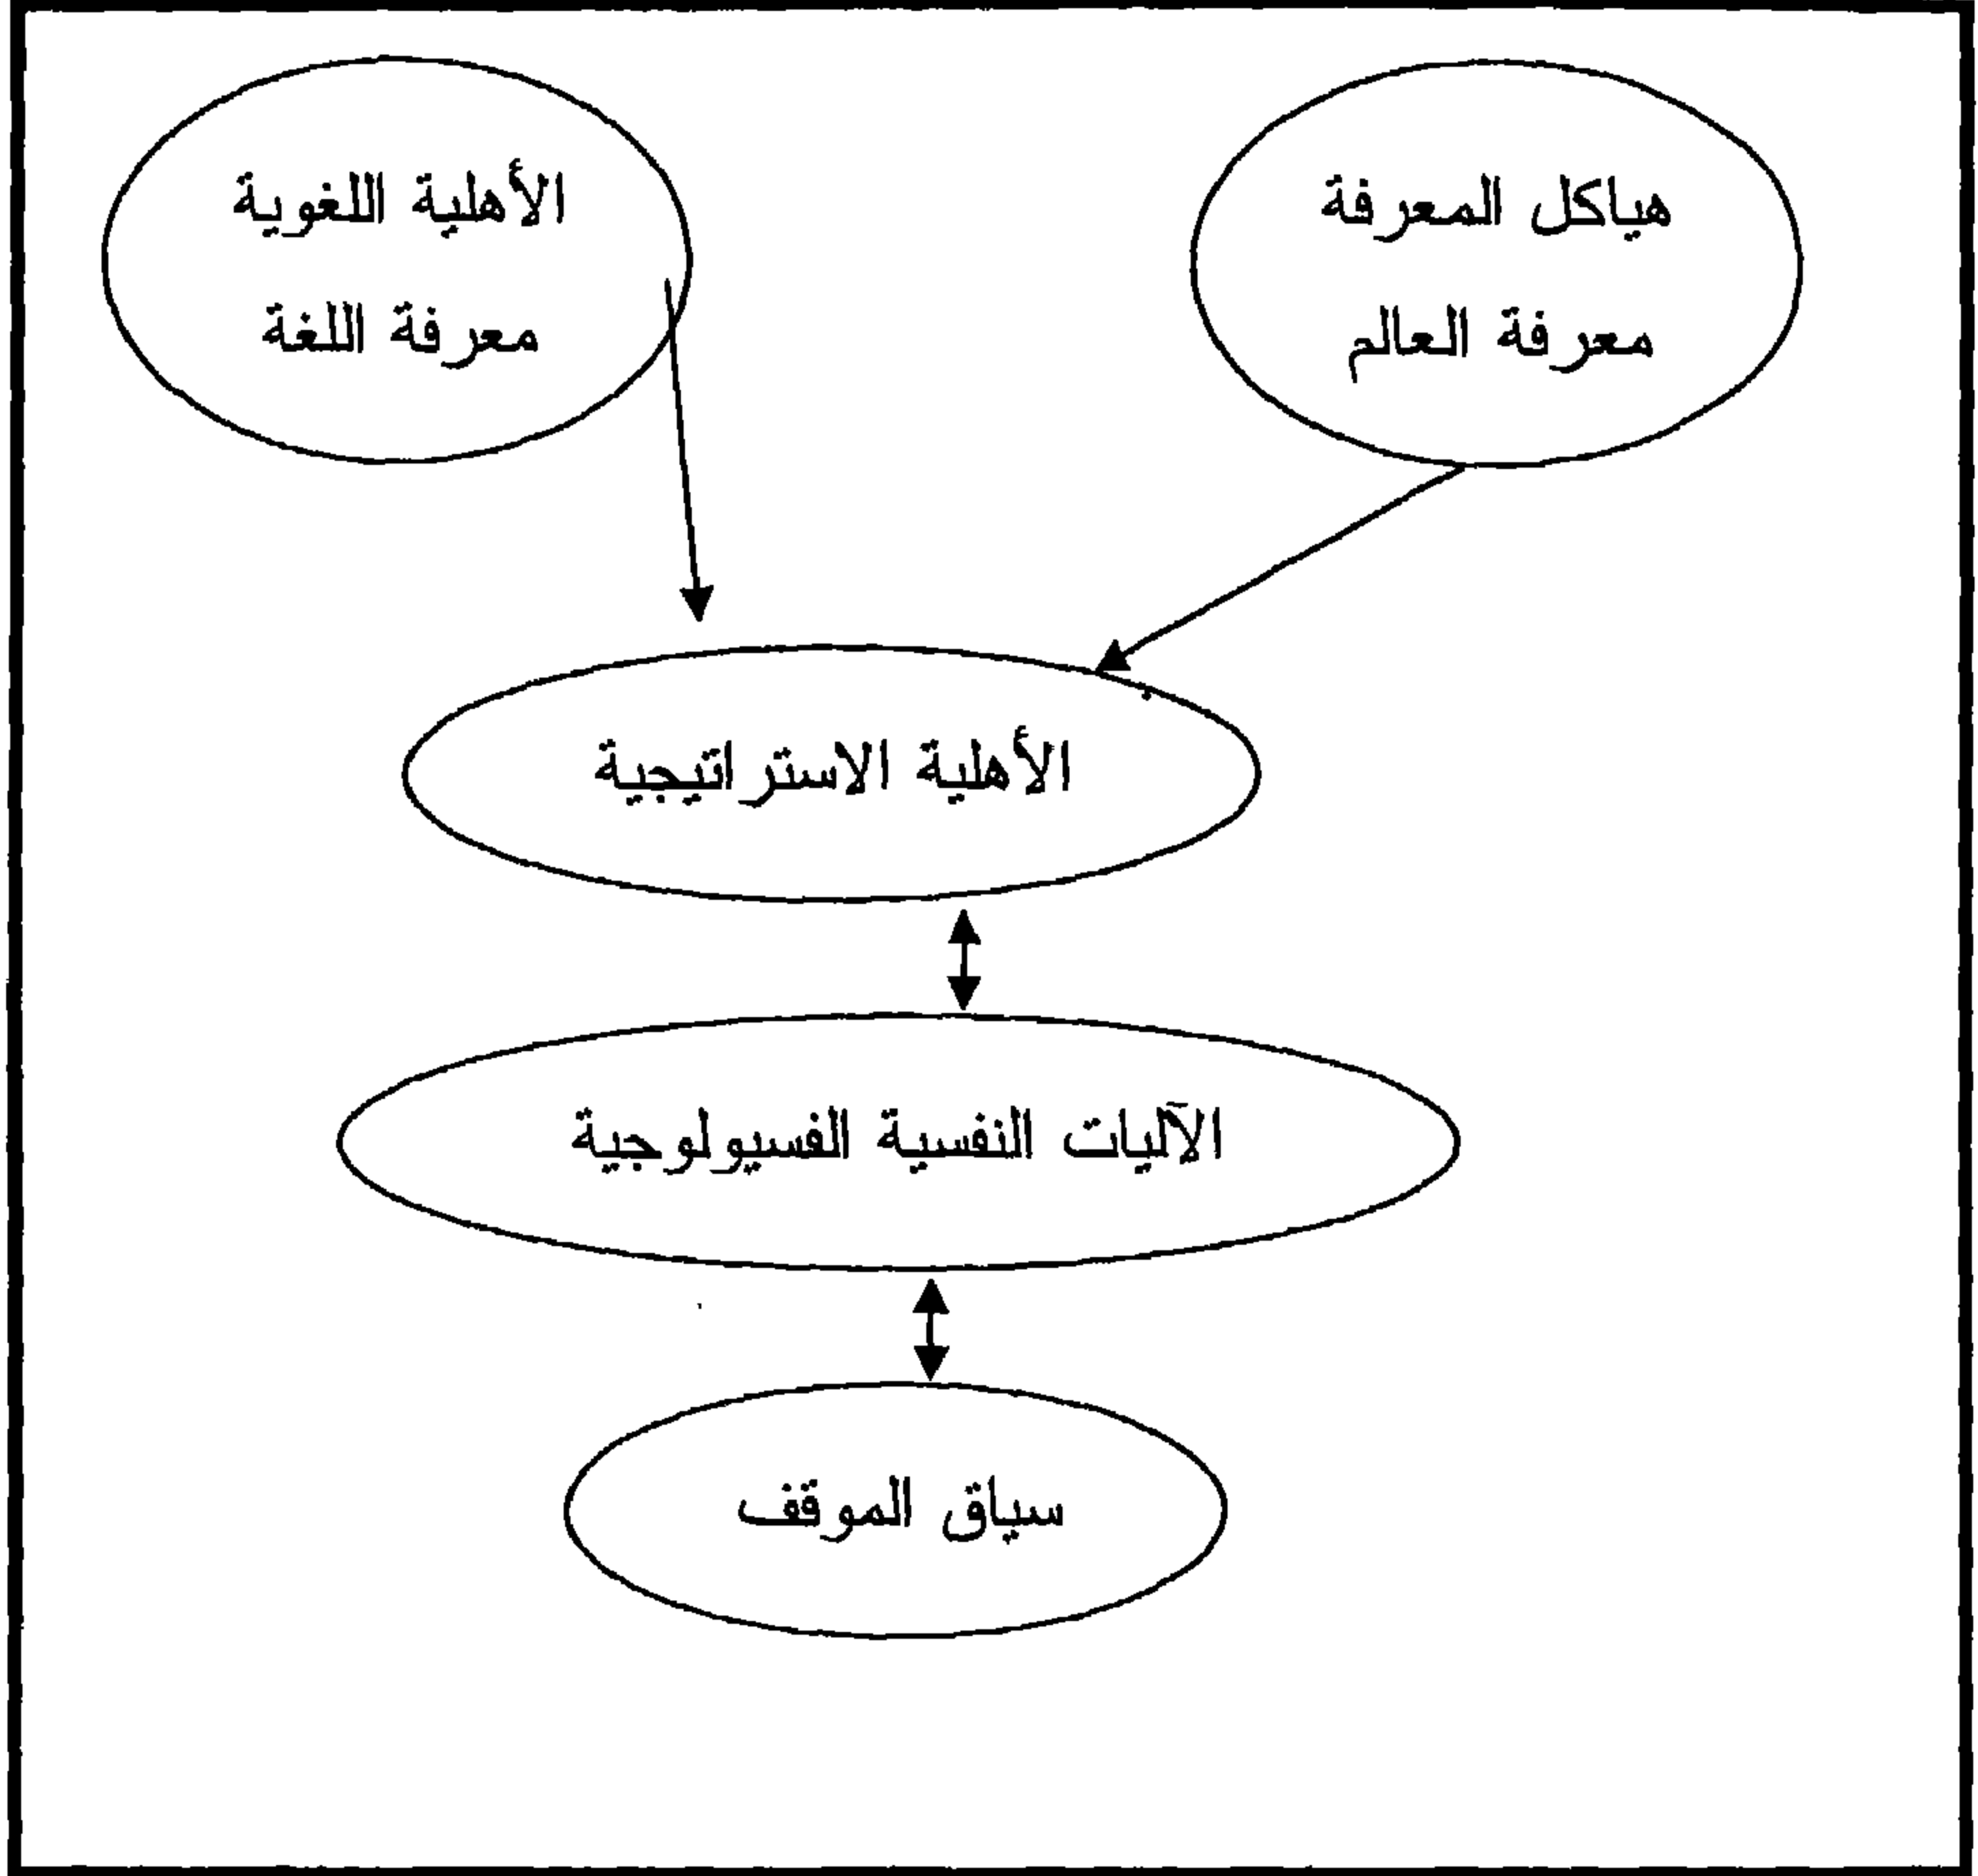 هياكل المعرفة
معرفة العالم
الأهلية اللغوية
معرفة اللغة
الأهلية الاستراتيجية
الآليات النفسية الفسيولوجية
سياق الموقف